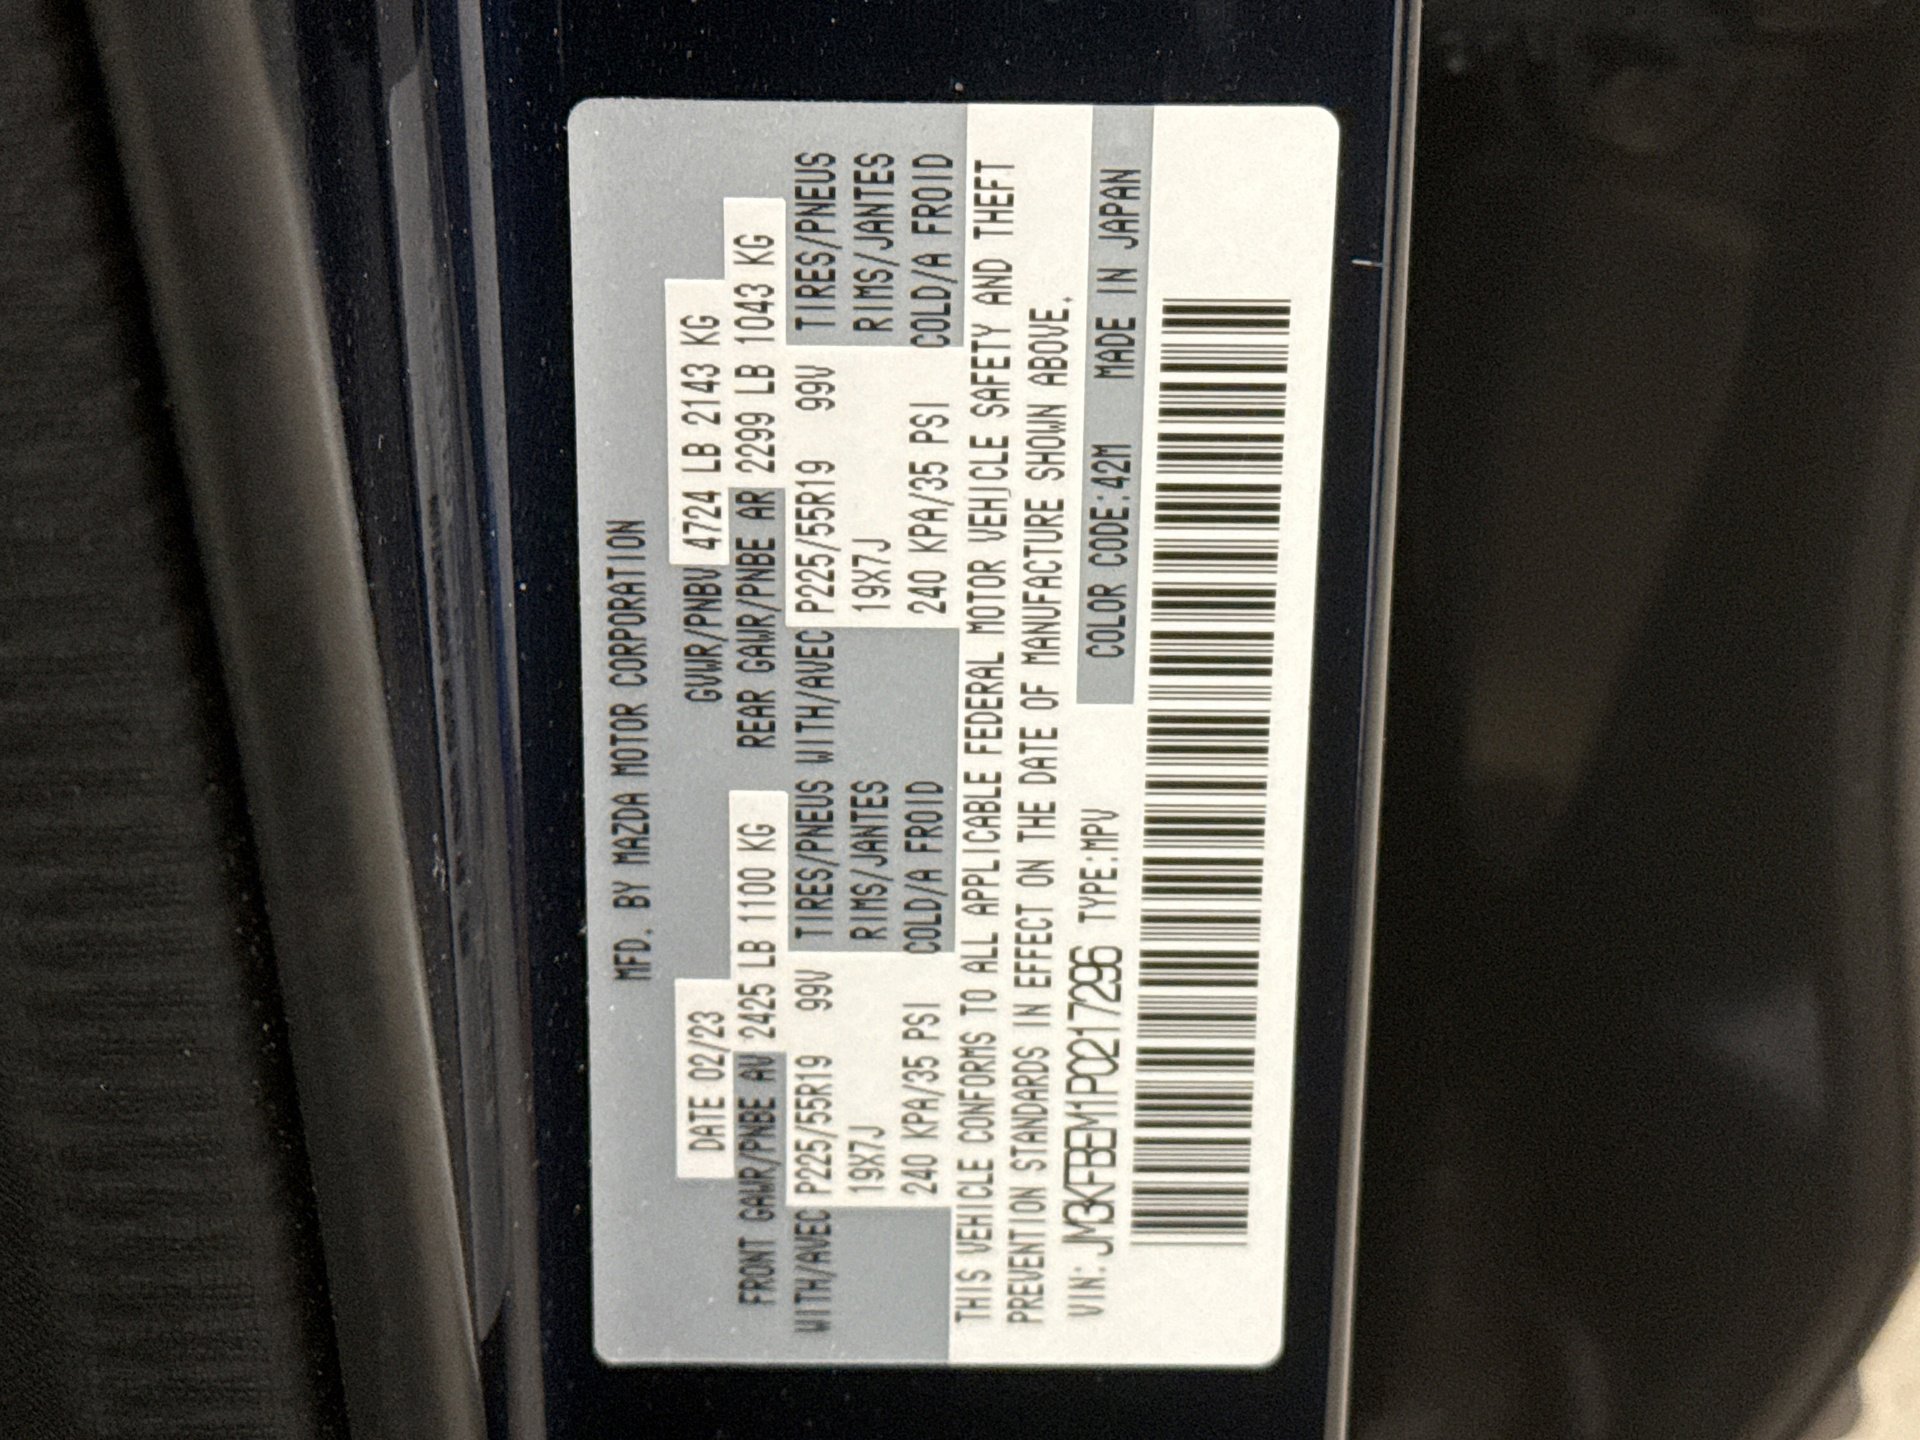 MFD. BY MAZDA MOTOR CORPORATION
DATE 02/23 GVWR/PNBV 4724 LB 2143 KG
FRONT GAWR/PNBE AV 2425 LB 1100 KG REAR GAWR/PNBE AR 2299 LB 1043 KG
WITH/AVEC P225/55R19 99V TIRES/PNEUS WITH/AVEC P225/55R19 99V TIRES/PNEUS
19X7J RIMS/JANTES 19X7J RIMS/JANTES
240 KPA/35 PSI COLD/A FROID 240 KPA/35 PSI COLD/A FROID
THIS VEHICLE CONFORMS TO ALL APPLICABLE FEDERAL MOTOR VEHICLE SAFETY AND THEFT
PREVENTION STANDARDS IN EFFECT ON THE DATE OF MANUFACTURE SHOWN ABOVE.
VIN: JM3KFBEM1P0217296 TYPE:MPV COLOR CODE:42M MADE IN JAPAN